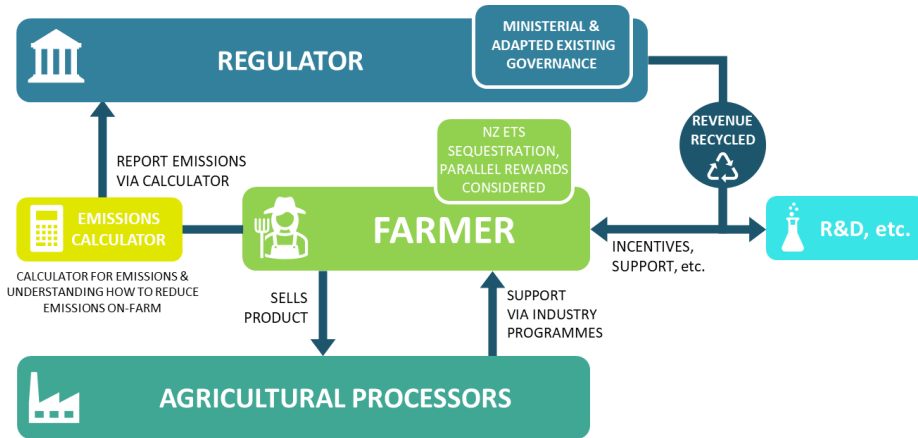 MINISTERIAL &
ADAPTED EXISTING
GOVERNANCE
REGULATOR
REVENUE
RECYCLED
NZ ETS
SEQUESTRATION,
PARALLEL REWARDS
CONSIDERED
REPORT EMISSIONS
VIA CALCULATOR
EMISSIONS
CALCULATOR
FARMER
R&D, etc.
INCENTIVES,
SUPPORT, etc.
CALCULATOR FOR EMISSIONS &
UNDERSTANDING HOW TO REDUCE
EMISSIONS ON-FARM
SELLS
PRODUCT
SUPPORT
VIA INDUSTRY
PROGRAMMES
AGRICULTURAL PROCESSORS